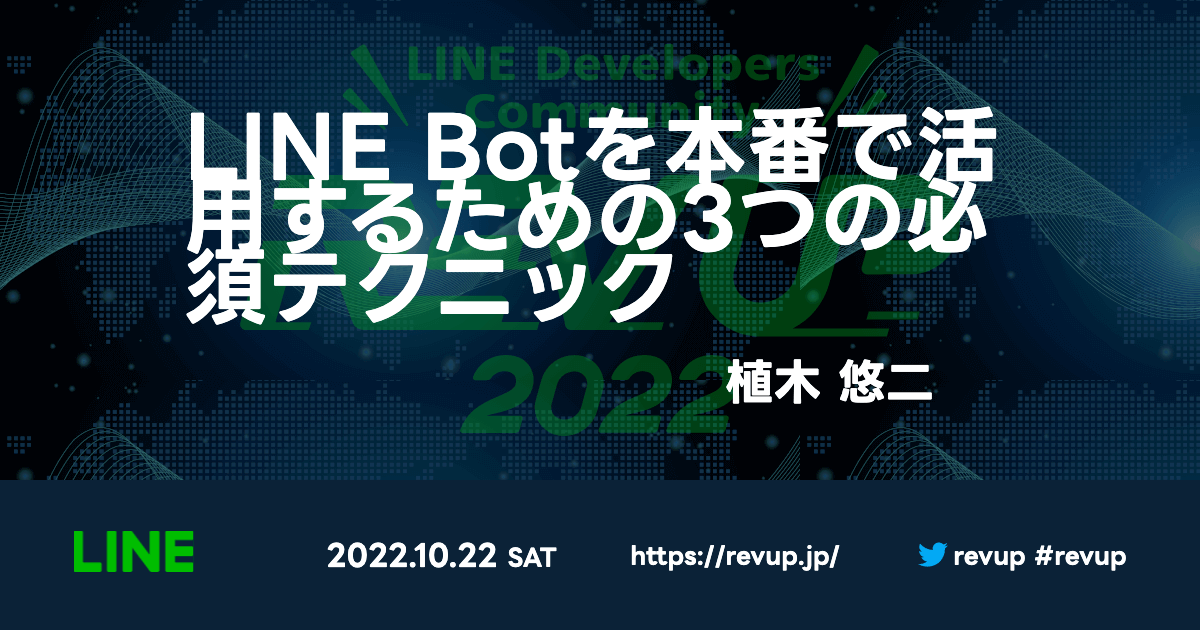 LINE Developers
Community
LINE Botを本番で活
用するための3つの必
須テクニック
REV UP
2022
植木 悠二
LINE
2022.10.22 SAT
https://revup.jp/
revup #revup